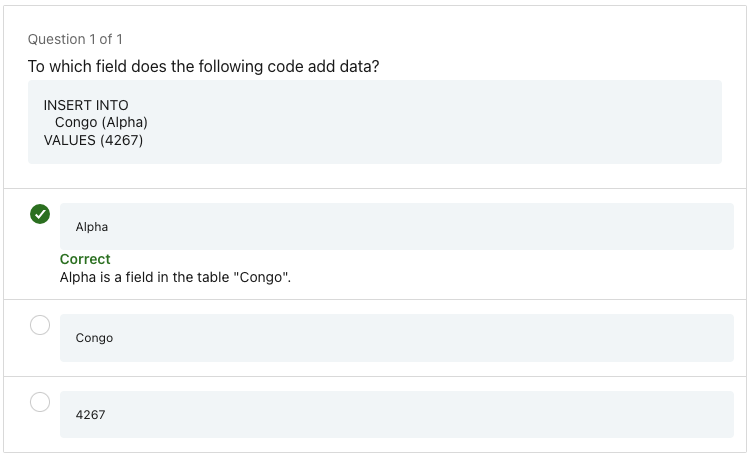 Question 1 of 1
To which field does the following code add data?
INSERT INTO
Congo (Alpha)
VALUES (4267)
Alpha
Correct
Alpha is a field in the table "Congo".
Congo
4267